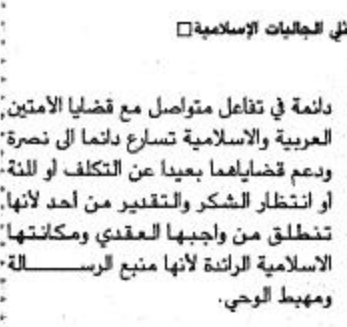 ثلي الجاليات الإسلامية□
دائمة في تفاعل متواصل مع قضايا الأمتين
العربية والاسلامية تسارع دائما الى نصرة
ودعم قضاياهما بعيدا عن التكلف أو المنة
أو انتظار الشكر والتقدير من أحد لأنها
تنطلق من واجبها العقدي ومكانتها
الاسلامية الرائدة لأنها منبع الرســـــالة
ومهبط الوحي.